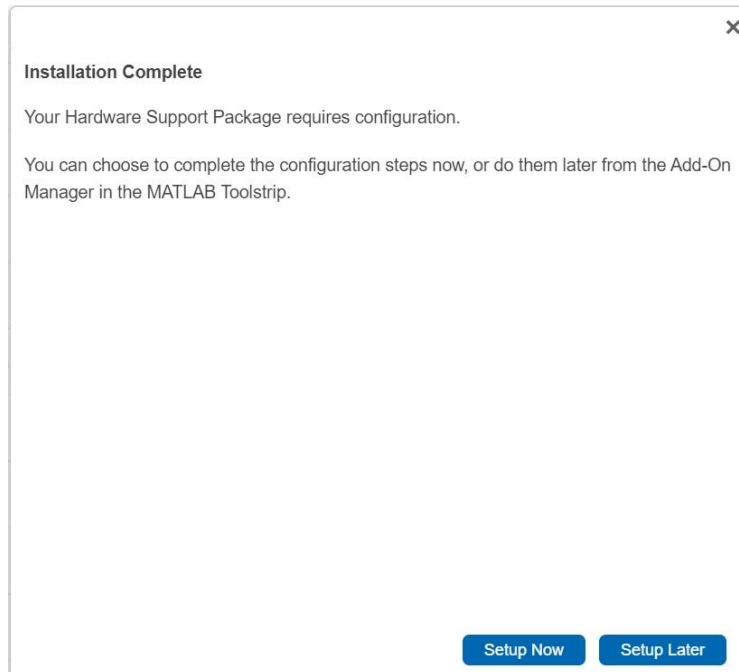 Installation Complete
Your Hardware Support Package requires configuration.
You can choose to complete the configuration steps now, or do them later from the Add-On
Manager in the MATLAB Toolstrip.
Setup Now
Setup Later